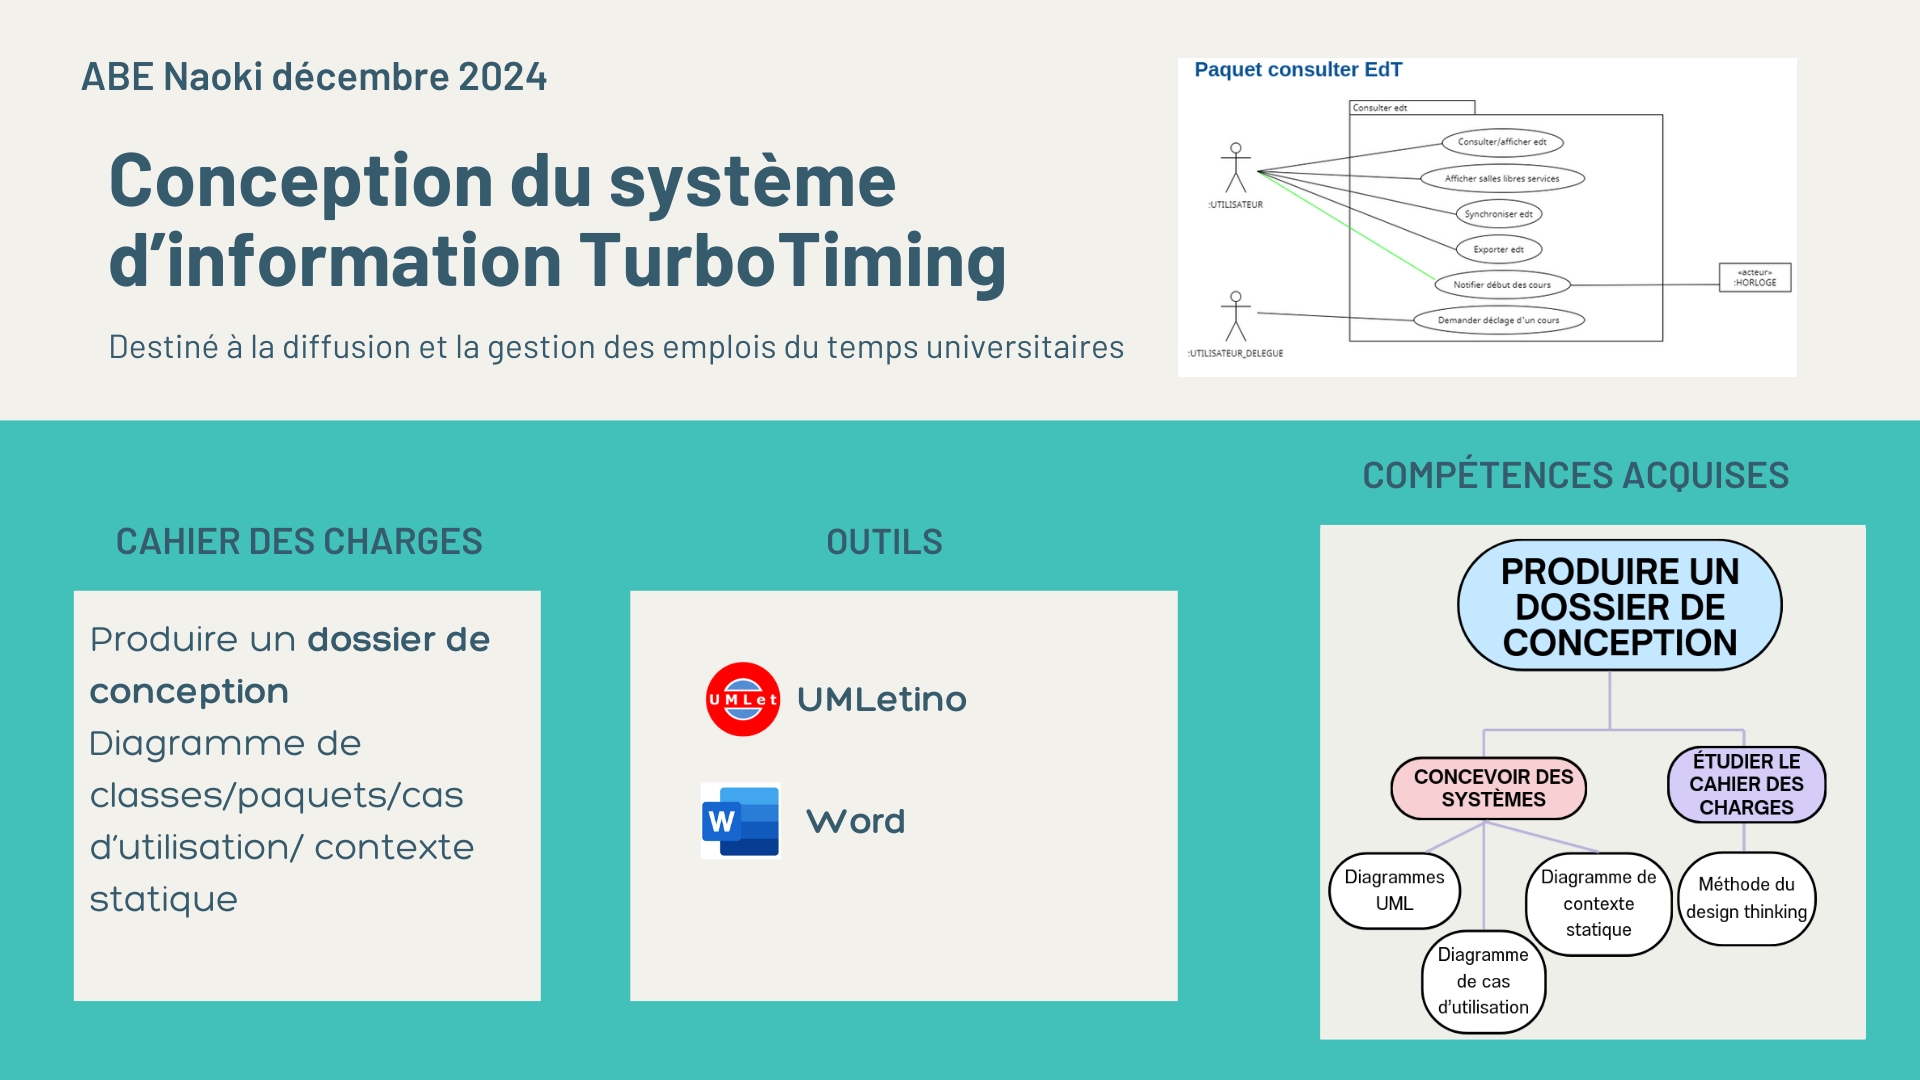 ABE Naoki décembre 2024
Conception du système
d’information TurboTiming
Destiné à la diffusion et la gestion des emplois du temps universitaires
Paquet consulter EdT
Consulter edt
Consulter/afficher edt
Afficher salles libres services
Synchroniser edt
Exporter edt
Notifier début des cours
Demander déclage d'un cours
:UTILISATEUR
:UTILISATEUR_DELEGUE
«acteur»
:HORLOGE
CAHIER DES CHARGES
Produire un dossier de
conception
Diagramme de
classes/paquets/cas
d’utilisation/ contexte
statique
OUTILS
UMLet
UMLetino
W
Word
COMPÉTENCES ACQUISES
PRODUIRE UN
DOSSIER DE
CONCEPTION
CONCEVOIR DES
SYSTÈMES
ÉTUDIER LE
CAHIER DES
CHARGES
Diagrammes
UML
Diagramme
de cas
d’utilisation
Diagramme de
contexte
statique
Méthode du
design thinking